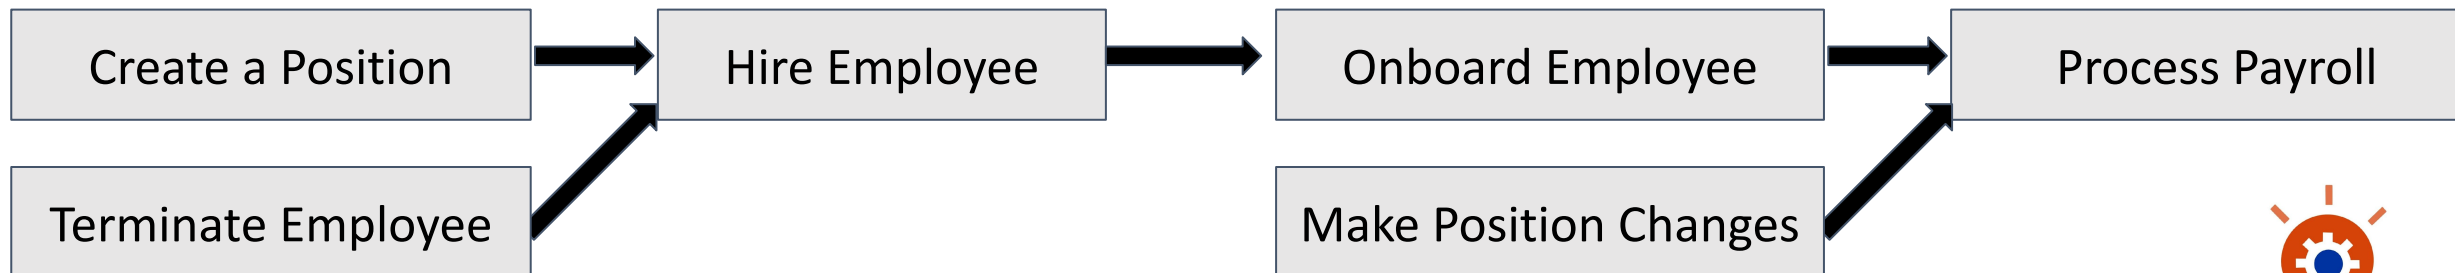 Create a Position
Hire Employee
Onboard Employee
Process Payroll
Terminate Employee
Make Position Changes